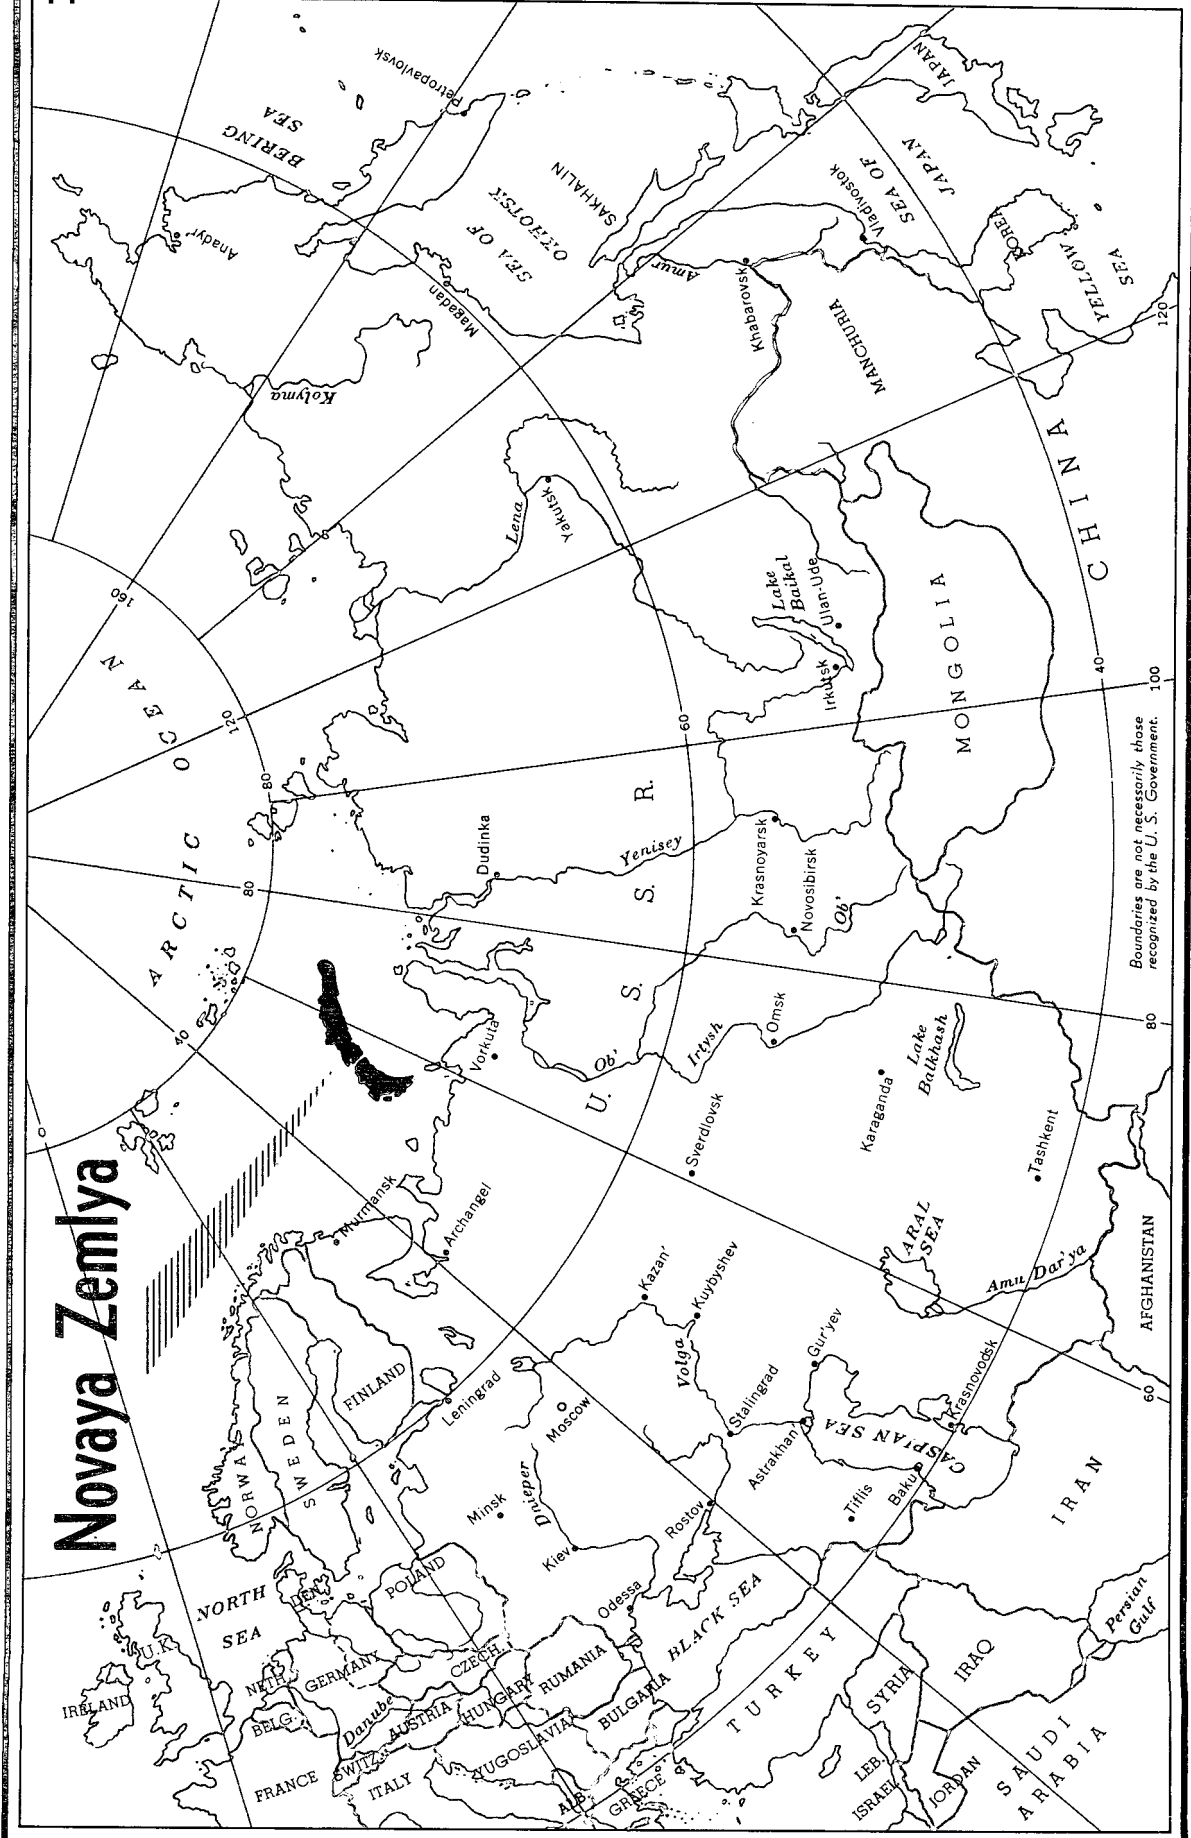 Novaya Zemlya
ARCTIC OCEAN
BERING
SEA
Petropavlovsk
Anadyr'
SEA OF
OKHOTSK
SAKHALIN
Magadan
Kolyma
Amur
Khabarovsk
Vladivostok
SEA OF
JAPAN
JAPAN
KOREA
YELLOW
SEA
MANCHURIA
CHINA
MONGOLIA
Lena
Yakutsk
Lake
Baikal
Ulan-Ude
Irkutsk
160
120
80
80
40
0
60
40
120
100
80
60
Dudinka
Yenisey
Krasnoyarsk
Novosibirsk
Ob'
U. S. S. R.
Vorkuta
Ob'
Irtysh
Omsk
Sverdlovsk
Karaganda
Lake
Balkhash
Tashkent
ARAL
SEA
Amu Dar'ya
AFGHANISTAN
Murmansk
Archangel
Kazan'
Kuybyshev
Volga
Gur'yev
Stalingrad
Astrakhan
CASPIAN SEA
Krasnovodsk
Baku
Tiflis
IRAN
NORWAY
SWEDEN
FINLAND
Leningrad
Moscow
Minsk
Dnieper
Kiev
Rostov
Odessa
BLACK SEA
NORTH
SEA
DEN.
POLAND
U.K.
IRELAND
NETH.
BELG.
GERMANY
CZECH.
Danube
AUSTRIA
HUNGARY
RUMANIA
FRANCE
SWITZ.
ITALY
YUGOSLAVIA
BULGARIA
ALB.
GREECE
TURKEY
SYRIA
IRAQ
LEB.
ISRAEL
JORDAN
SAUDI
ARABIA
Persian
Gulf
Boundaries are not necessarily those
recognized by the U. S. Government.